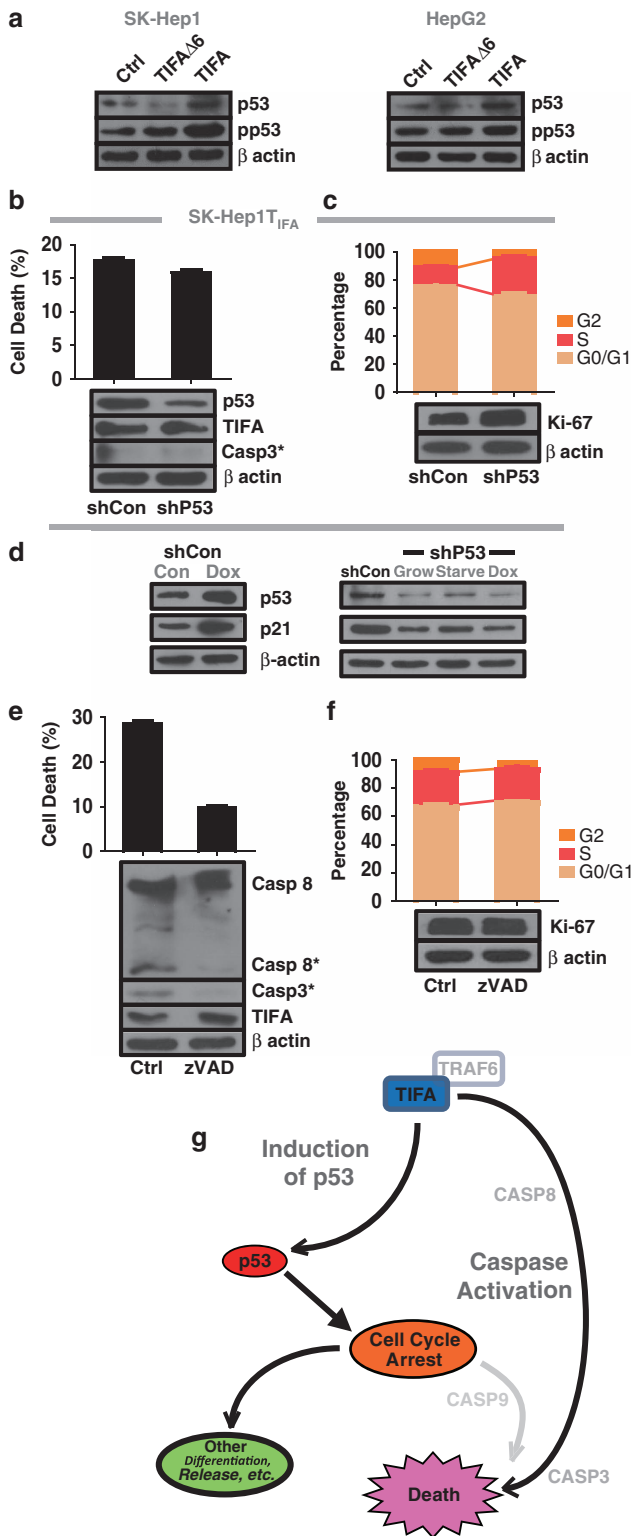 a
SK-Hep1
HepG2
Ctrl
TIFAΔ6
TIFA
Ctrl
TIFAΔ6
TIFA
p53
pp53
β actin
p53
pp53
β actin
b
SK-Hep1TIFA
c
Cell Death (%)
20
15
10
5
0
p53
TIFA
Casp3*
β actin
shCon shP53
Percentage
100
80
60
40
20
0
G2
S
G0/G1
Ki-67
β actin
shCon shP53
d
shCon
Con Dox
p53
p21
β-actin
shP53
shCon Grow Starve Dox
e
Cell Death (%)
30
20
10
0
Casp 8
Casp 8*
Casp3*
TIFA
β actin
Ctrl zVAD
f
Percentage
100
80
60
40
20
0
G2
S
G0/G1
Ki-67
β actin
Ctrl zVAD
g
TRAF6
TIFA
Induction
of p53
CASP8
p53
Caspase
Activation
Cell Cycle
Arrest
CASP9
Other
Differentiation,
Release, etc.
CASP3
Death